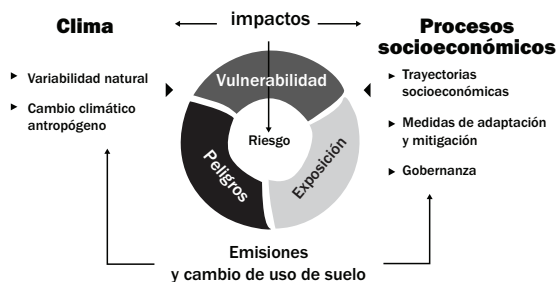 Clima
impactos
Procesos
socioeconómicos
Variabilidad natural
Cambio climático
antropógeno
Vulnerabilidad
Riesgo
Peligros
Exposición
Trayectorias
socioeconómicas
Medidas de adaptación
y mitigación
Gobernanza
Emisiones
y cambio de uso de suelo